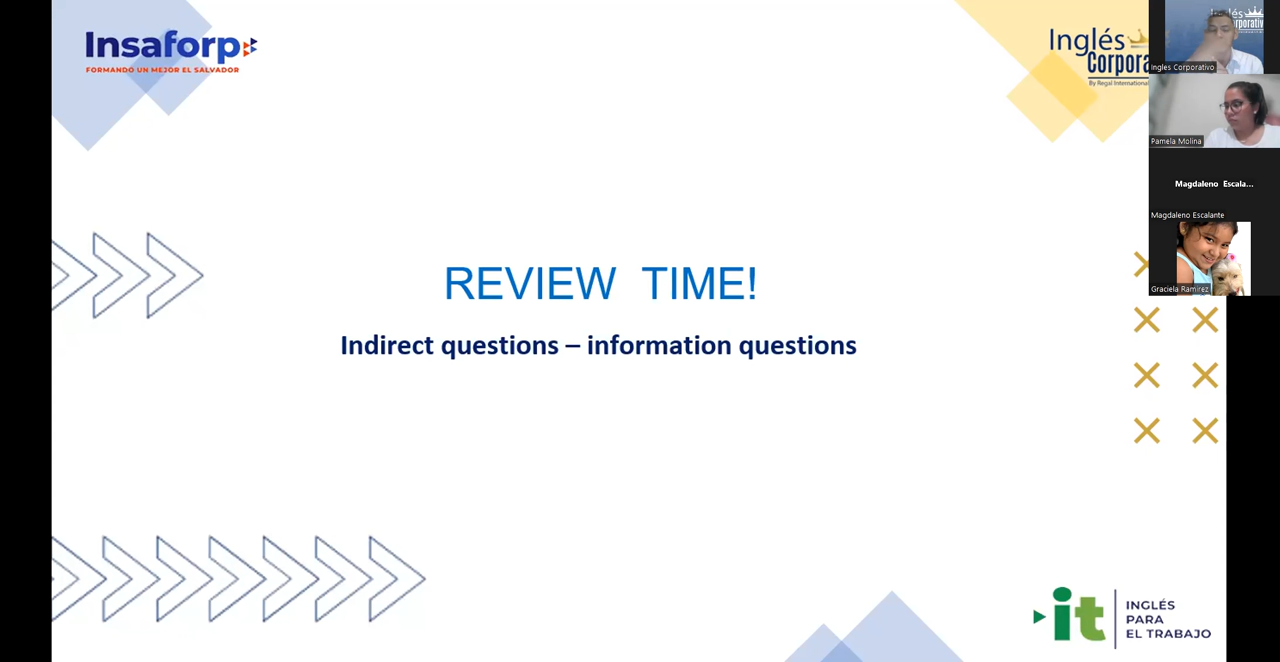 Insaforp
FORMANDO UN MEJOR EL SALVADOR
Inglés
Corpora
By Regal International
Inglés
Ingles Corporativo
Pamela Molina
Magdaleno Escala...
Magdaleno Escalante
Graciela Ramirez
REVIEW TIME!
Indirect questions – information questions
it
INGLÉS
PARA
EL TRABAJO